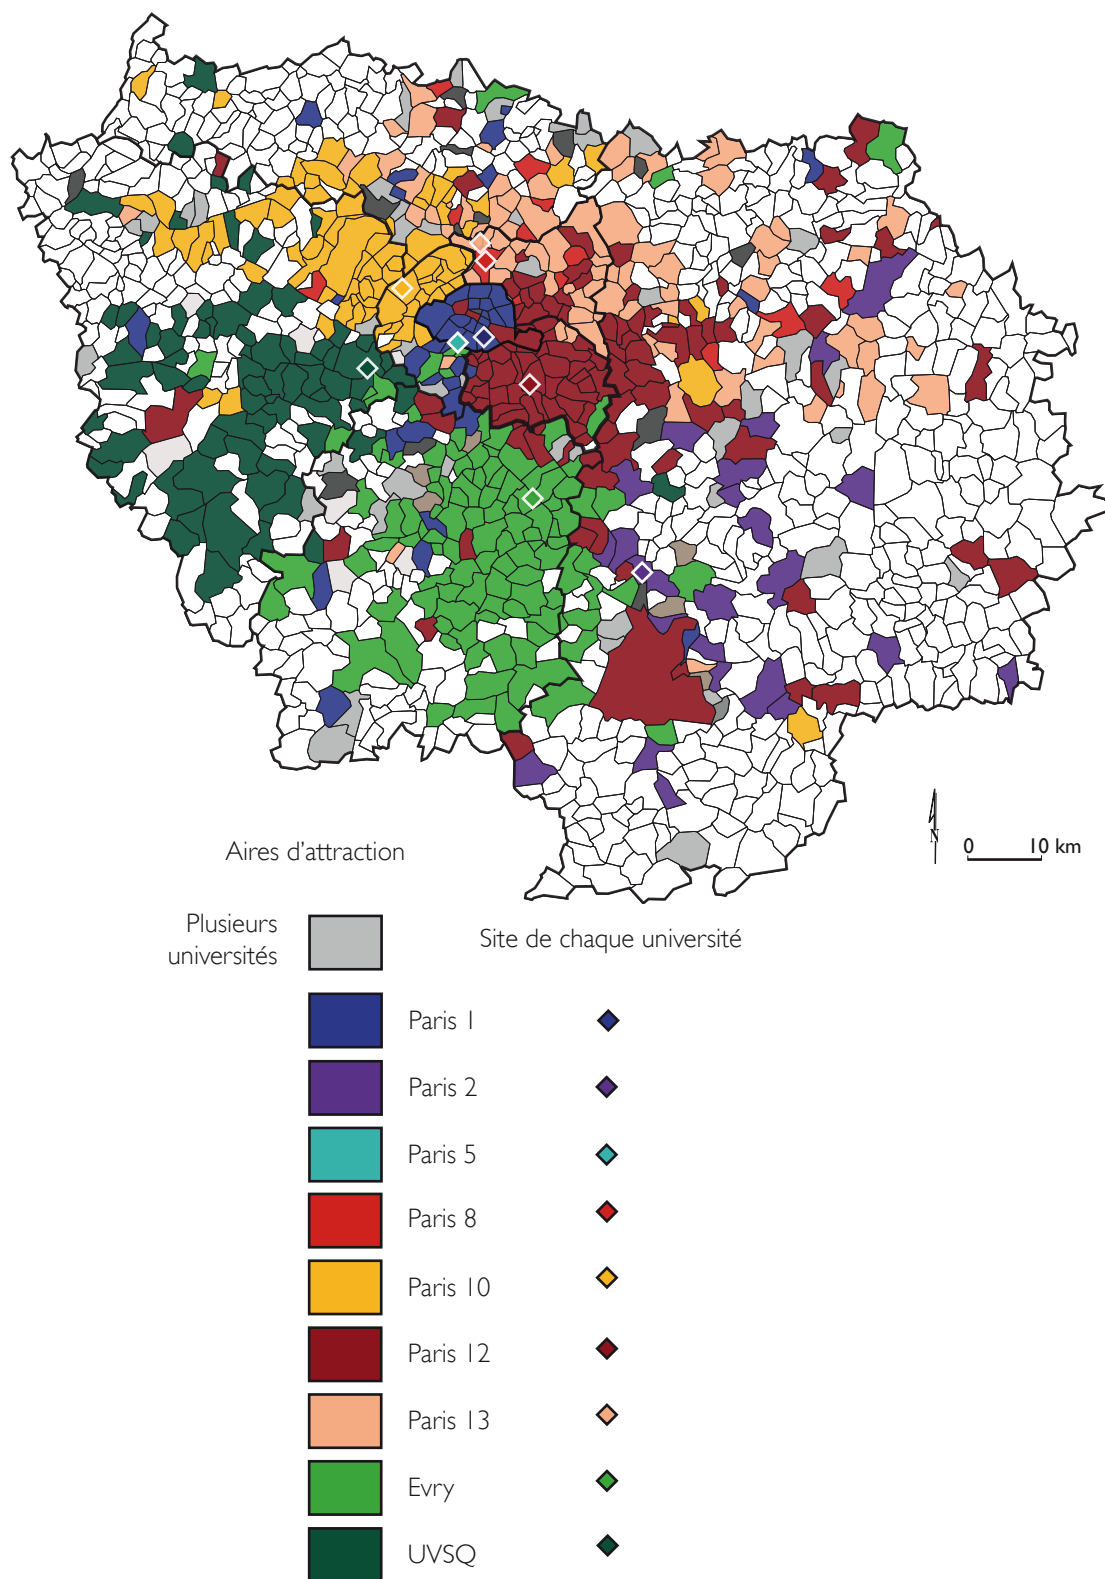 N
0 10 km
Aires d’attraction
Plusieurs
universités
Site de chaque université
Paris 1
Paris 2
Paris 5
Paris 8
Paris 10
Paris 12
Paris 13
Evry
UVSQ